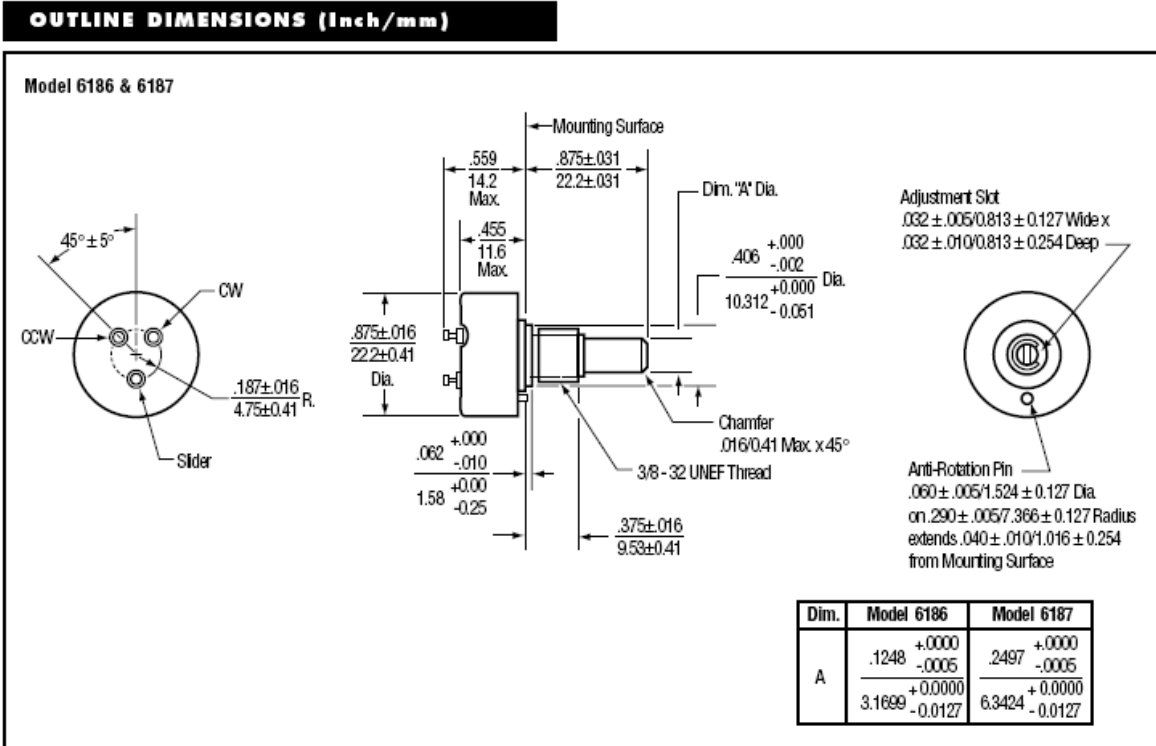 OUTLINE DIMENSIONS (Inch/mm)
Model 6186 & 6187
Mounting Surface
.559
14.2
Max.
.875±.031
22.2±.031
Dim. "A" Dia.
.455
11.6
Max.
.406 +.000 -.002
10.312 +0.000 -0.051
Dia.
45° ± 5°
CW
CCW
.187±.016
4.75±0.41
R.
Slider
.875±.016
22.2±0.41
Dia.
.062 +.000 -.010
1.58 +0.00 -0.25
Chamfer
.016/0.41 Max. x 45°
3/8 - 32 UNEF Thread
.375±.016
9.53±0.41
Adjustment Slot
.032 ±.005/0.813 ± 0.127 Wide x
.032 ±.010/0.813 ± 0.254 Deep
Anti-Rotation Pin
.060 ± .005/1.524 ± 0.127 Dia.
on .290 ± .005/7.366 ± 0.127 Radius
extends .040 ± .010/1.016 ± 0.254
from Mounting Surface
Dim. Model 6186 Model 6187
A
.1248 +.0000 -.0005
3.1699 +0.0000 -0.0127
.2497 +.0000 -.0005
6.3424 +0.0000 -0.0127